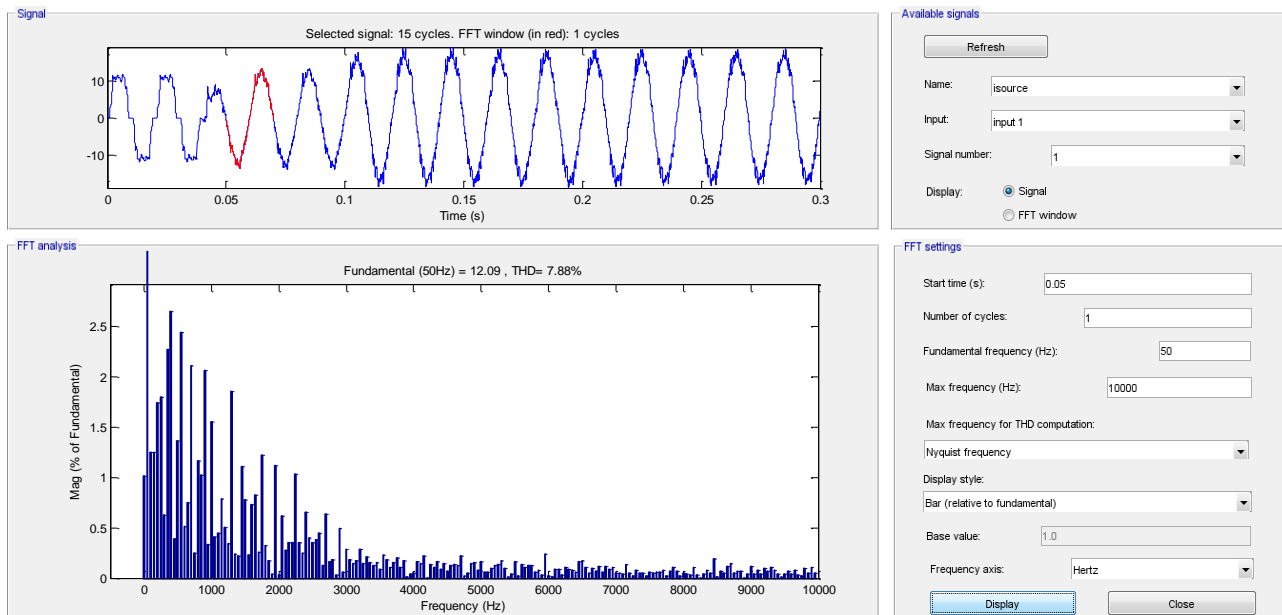 Signal
Selected signal: 15 cycles. FFT window (in red): 1 cycles
10
0
-10
0
0.05
0.1
0.15
0.2
0.25
0.3
Time (s)
Available signals
Refresh
Name:
isource
Input:
input 1
Signal number:
1
Display:
Signal
FFT window
FFT analysis
Fundamental (50Hz) = 12.09 , THD= 7.88%
2.5
2
1.5
1
0.5
0
Mag (% of Fundamental)
0
1000
2000
3000
4000
5000
6000
7000
8000
9000
10000
Frequency (Hz)
FFT settings
Start time (s):
0.05
Number of cycles:
1
Fundamental frequency (Hz):
50
Max frequency (Hz):
10000
Max frequency for THD computation:
Nyquist frequency
Display style:
Bar (relative to fundamental)
Base value:
1.0
Frequency axis:
Hertz
Display
Close